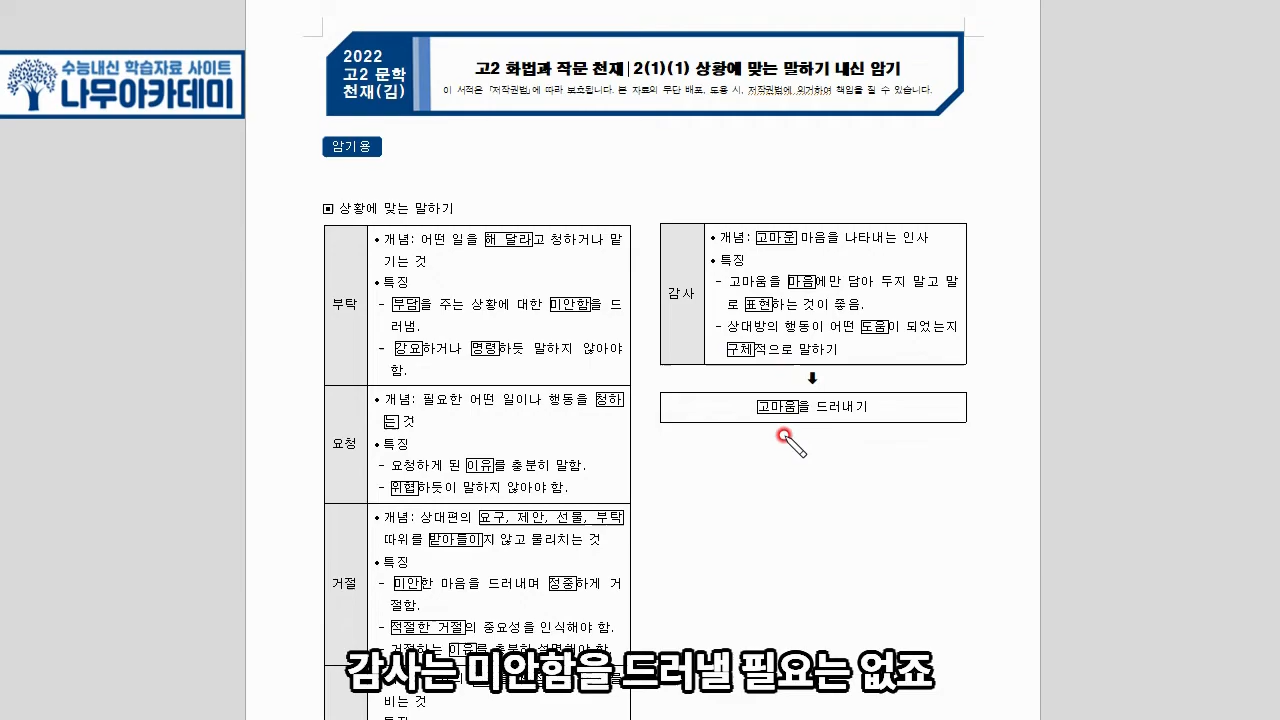 수능내신 학습자료 사이트
나무아카데미
2022
고2 문학
천재(김)
고2 화법과 작문 천재|2(1)(1) 상황에 맞는 말하기 내신 암기
이 서적은 「저작권법」에 따라 보호됩니다. 본 자료의 무단 배포, 도용 시, 저작권법에 의거하여 책임을 질 수 있습니다.
암기용
▣ 상황에 맞는 말하기
부탁
• 개념: 어떤 일을 해 달라고 청하거나 맡
기는 것
• 특징
- 부담을 주는 상황에 대한 미안함을 드
러냄.
- 강요하거나 명령하듯 말하지 않아야
함.
요청
• 개념: 필요한 어떤 일이나 행동을 청하
는 것
• 특징
- 요청하게 된 이유를 충분히 말함.
- 위협하듯이 말하지 않아야 함.
거절
• 개념: 상대편의 요구, 제안, 선물, 부탁
따위를 받아들이지 않고 물리치는 것
• 특징
- 미안한 마음을 드러내며 정중하게 거
절함.
- 적절한 거절의 중요성을 인식해야 함.
- 거절하는 이유를 충분히 설명해야 함.
비는 것
감사
• 개념: 고마운 마음을 나타내는 인사
• 특징
- 고마움을 마음에만 담아 두지 말고 말
로 표현하는 것이 좋음.
- 상대방의 행동이 어떤 도움이 되었는지
구체적으로 말하기
⬇
고마움을 드러내기
감사는 미안함을 드러낼 필요는 없죠